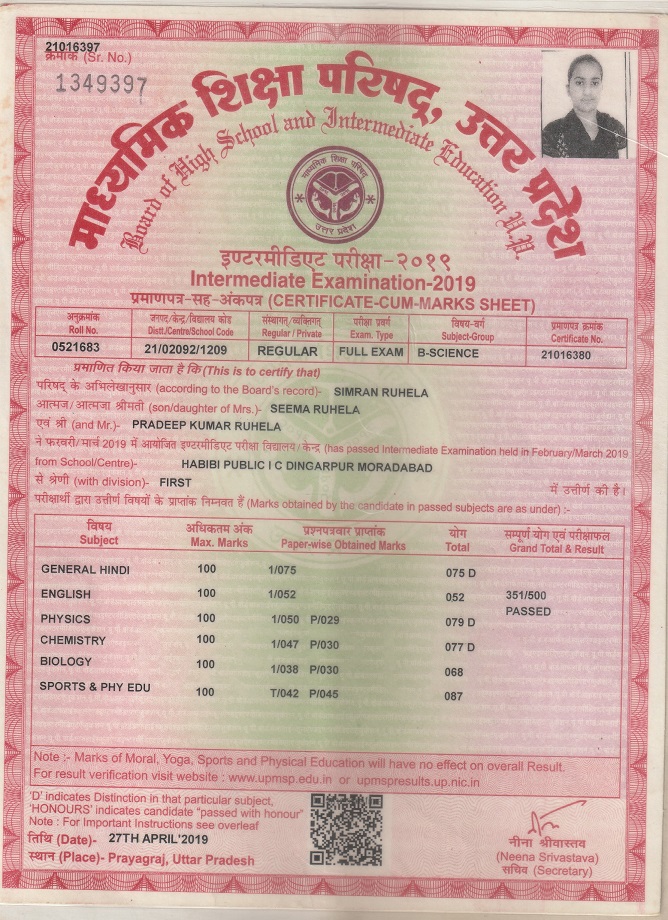 21016397
क्रमांक (Sr. No.)
1349397
माध्यमिक शिक्षा परिषद्, उत्तर प्रदेश
Board of High School and Intermediate Education U.P.
माध्यमिक शिक्षा परिषद्
उत्तर प्रदेश
इण्टरमीडिएट परीक्षा-२०१९
Intermediate Examination-2019
प्रमाणपत्र-सह-अंकपत्र (CERTIFICATE-CUM-MARKS SHEET)
अनुक्रमांक जनपद/केन्द्र/विद्यालय कोड संस्थागत/व्यक्तिगत परीक्षा प्रवर्ग विषय-वर्ग प्रमाणपत्र क्रमांक
Roll No. Distt./Centre/School Code Regular / Private Exam. Type Subject-Group Certificate No.
0521683 21/02092/1209 REGULAR FULL EXAM B-SCIENCE 21016380
प्रमाणित किया जाता है कि (This is to certify that)
परिषद् के अभिलेखानुसार (according to the Board's record)- SIMRAN RUHELA
आत्मज/आत्मजा श्रीमती (son/daughter of Mrs.)- SEEMA RUHELA
एवं श्री (and Mr.)- PRADEEP KUMAR RUHELA
ने फरवरी/मार्च 2019 में आयोजित इण्टरमीडिएट परीक्षा विद्यालय/केन्द्र (has passed Intermediate Examination held in February/March 2019
from School/Centre)- HABIBI PUBLIC I C DINGARPUR MORADABAD
से श्रेणी (with division)- FIRST में उत्तीर्ण की है।
परीक्षार्थी द्वारा उत्तीर्ण विषयों के प्राप्तांक निम्नवत हैं (Marks obtained by the candidate in passed subjects are as under) :-
विषय अधिकतम अंक प्रश्नपत्रवार प्राप्तांक योग सम्पूर्ण योग एवं परीक्षाफल
Subject Max. Marks Paper-wise Obtained Marks Total Grand Total & Result
GENERAL HINDI 100 1/075 075 D
ENGLISH 100 1/052 052 351/500
PASSED
PHYSICS 100 1/050 P/029 079 D
CHEMISTRY 100 1/047 P/030 077 D
BIOLOGY 100 1/038 P/030 068
SPORTS & PHY EDU 100 T/042 P/045 087
Note :- Marks of Moral, Yoga, Sports and Physical Education will have no effect on overall Result.
For result verification visit website : www.upmsp.edu.in or upmspresults.up.nic.in
'D' indicates Distinction in that particular subject,
'HONOURS' indicates candidate "passed with honour"
Note : For Important Instructions see overleaf
तिथि (Date)- 27TH APRIL'2019
स्थान (Place)- Prayagraj, Uttar Pradesh
नीना श्रीवास्तव
(Neena Srivastava)
सचिव (Secretary)